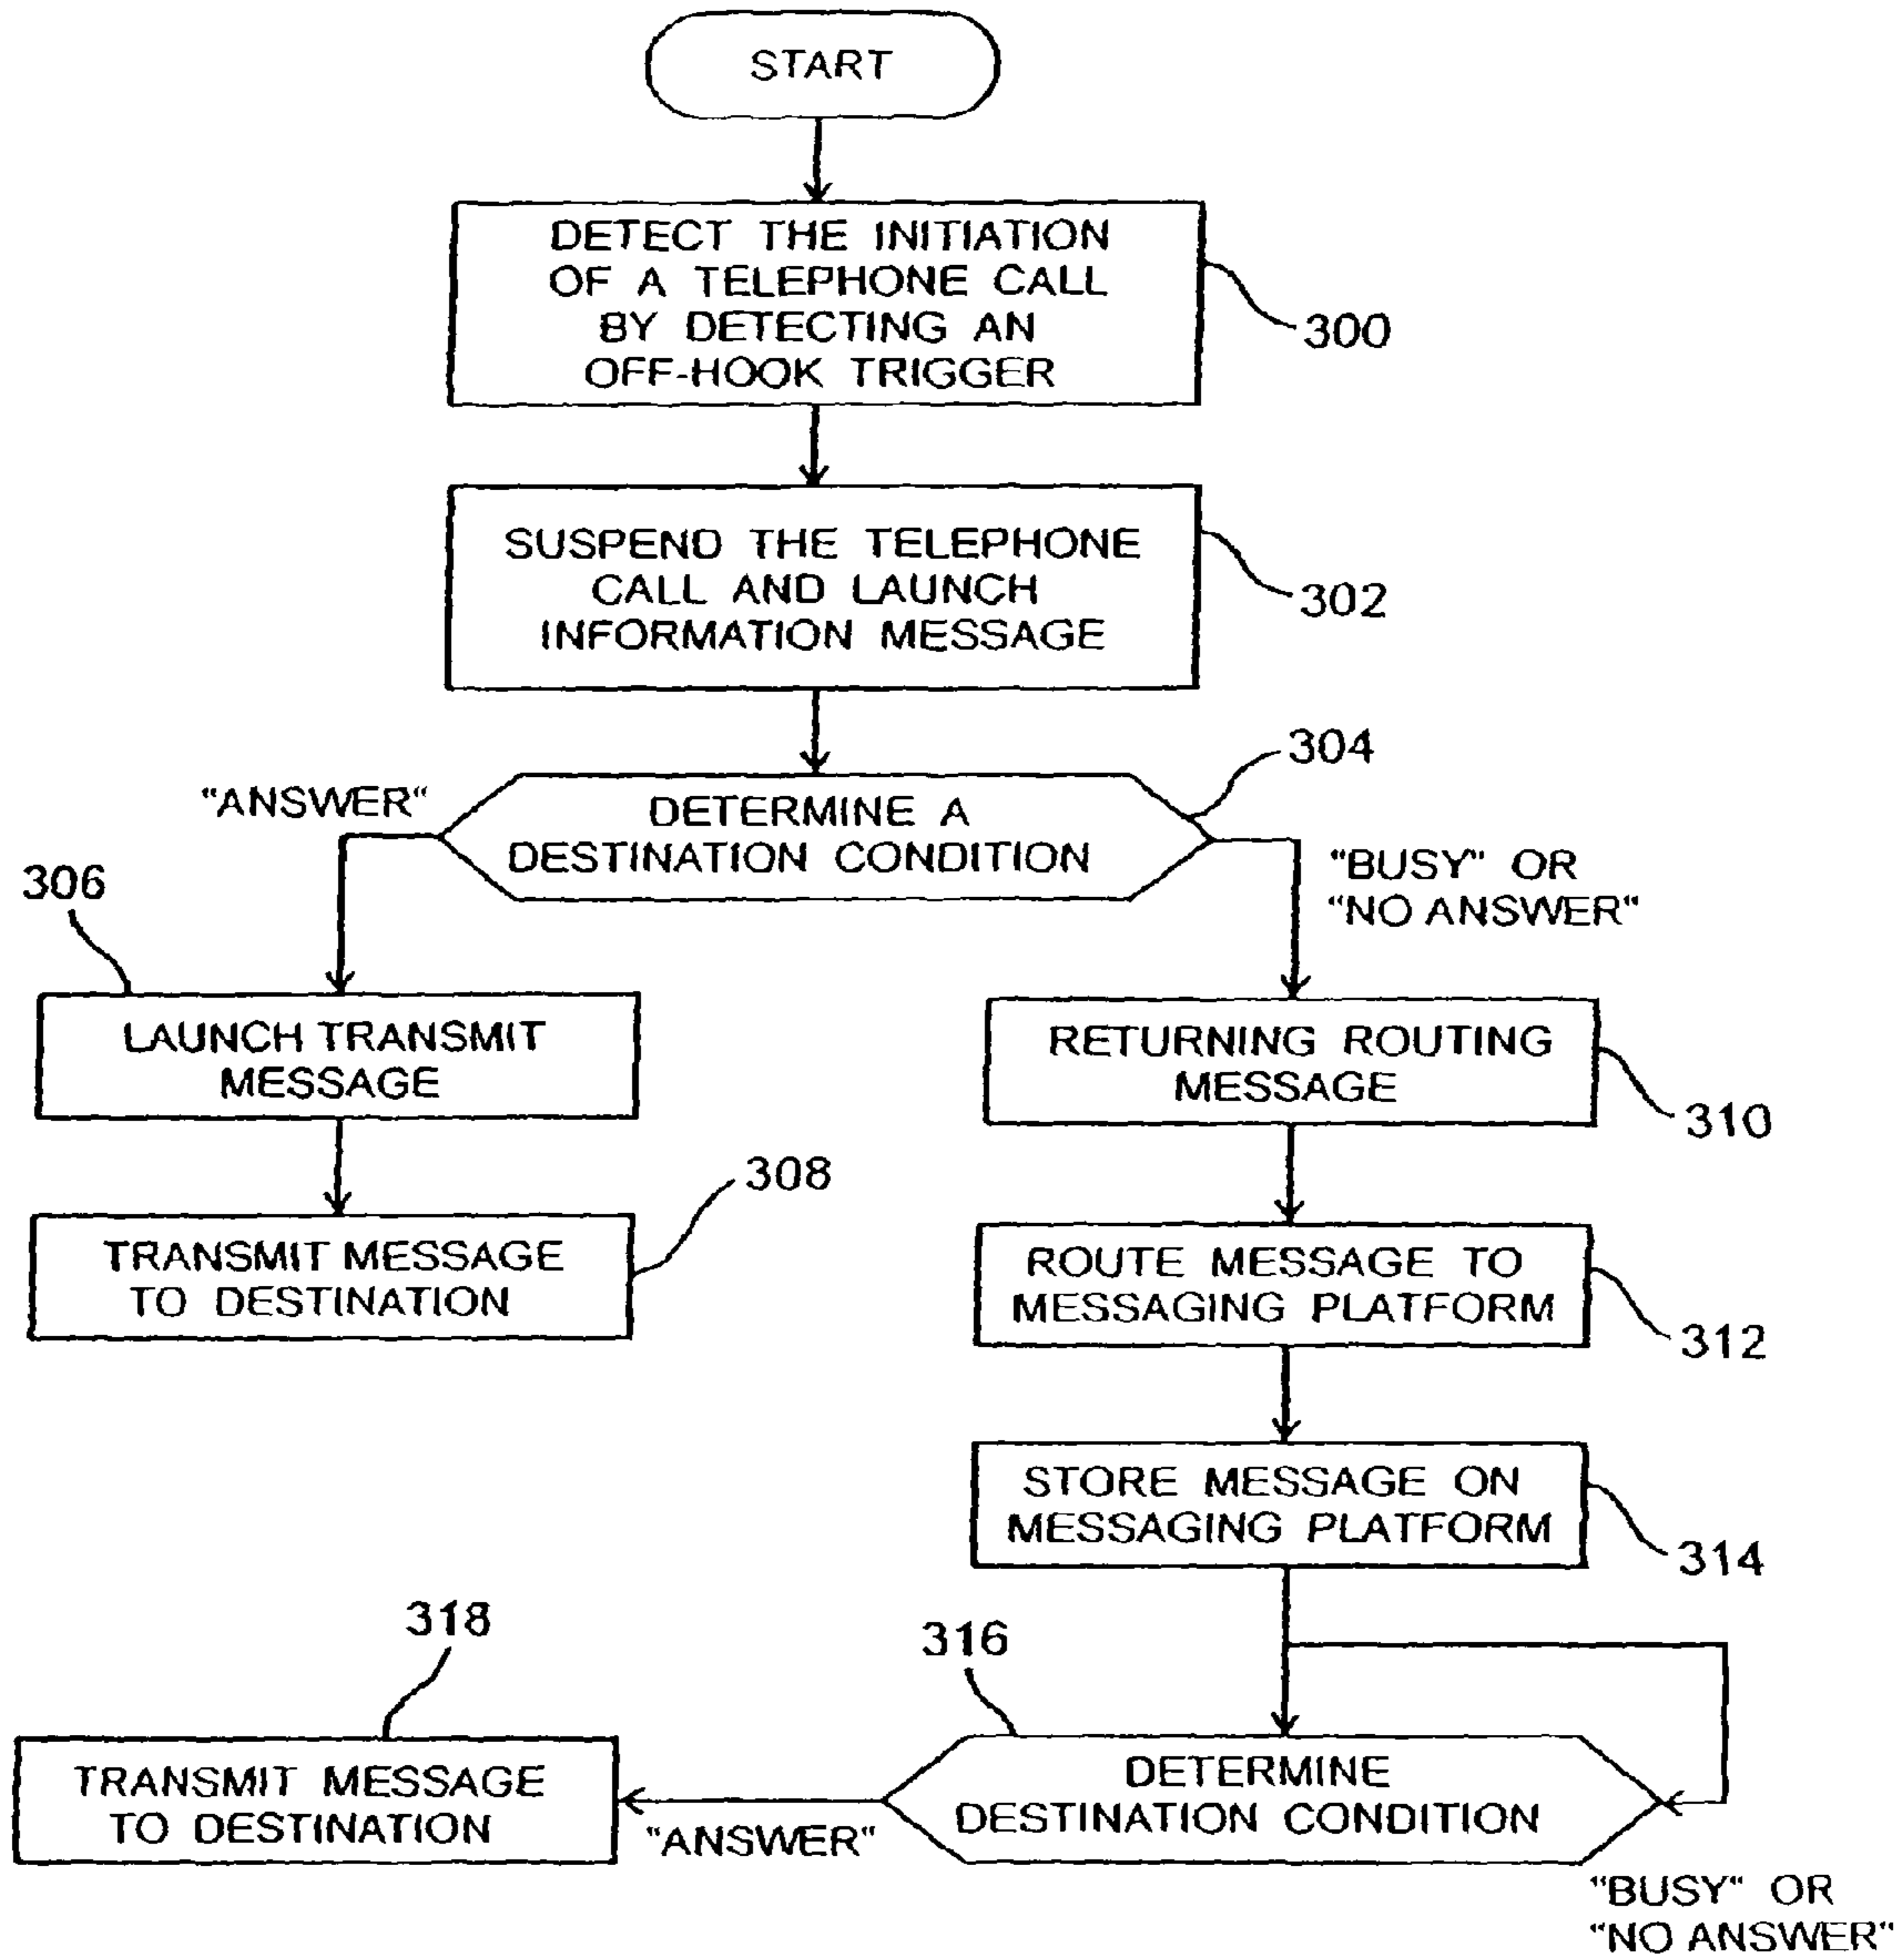 START
DETECT THE INITIATION
OF A TELEPHONE CALL
BY DETECTING AN
OFF-HOOK TRIGGER
300
SUSPEND THE TELEPHONE
CALL AND LAUNCH
INFORMATION MESSAGE
302
304
"ANSWER"
DETERMINE A
DESTINATION CONDITION
"BUSY" OR
"NO ANSWER"
306
LAUNCH TRANSMIT
MESSAGE
RETURNING ROUTING
MESSAGE
310
308
TRANSMIT MESSAGE
TO DESTINATION
ROUTE MESSAGE TO
MESSAGING PLATFORM
312
STORE MESSAGE ON
MESSAGING PLATFORM
314
318
316
TRANSMIT MESSAGE
TO DESTINATION
"ANSWER"
DETERMINE
DESTINATION CONDITION
"BUSY" OR
"NO ANSWER"